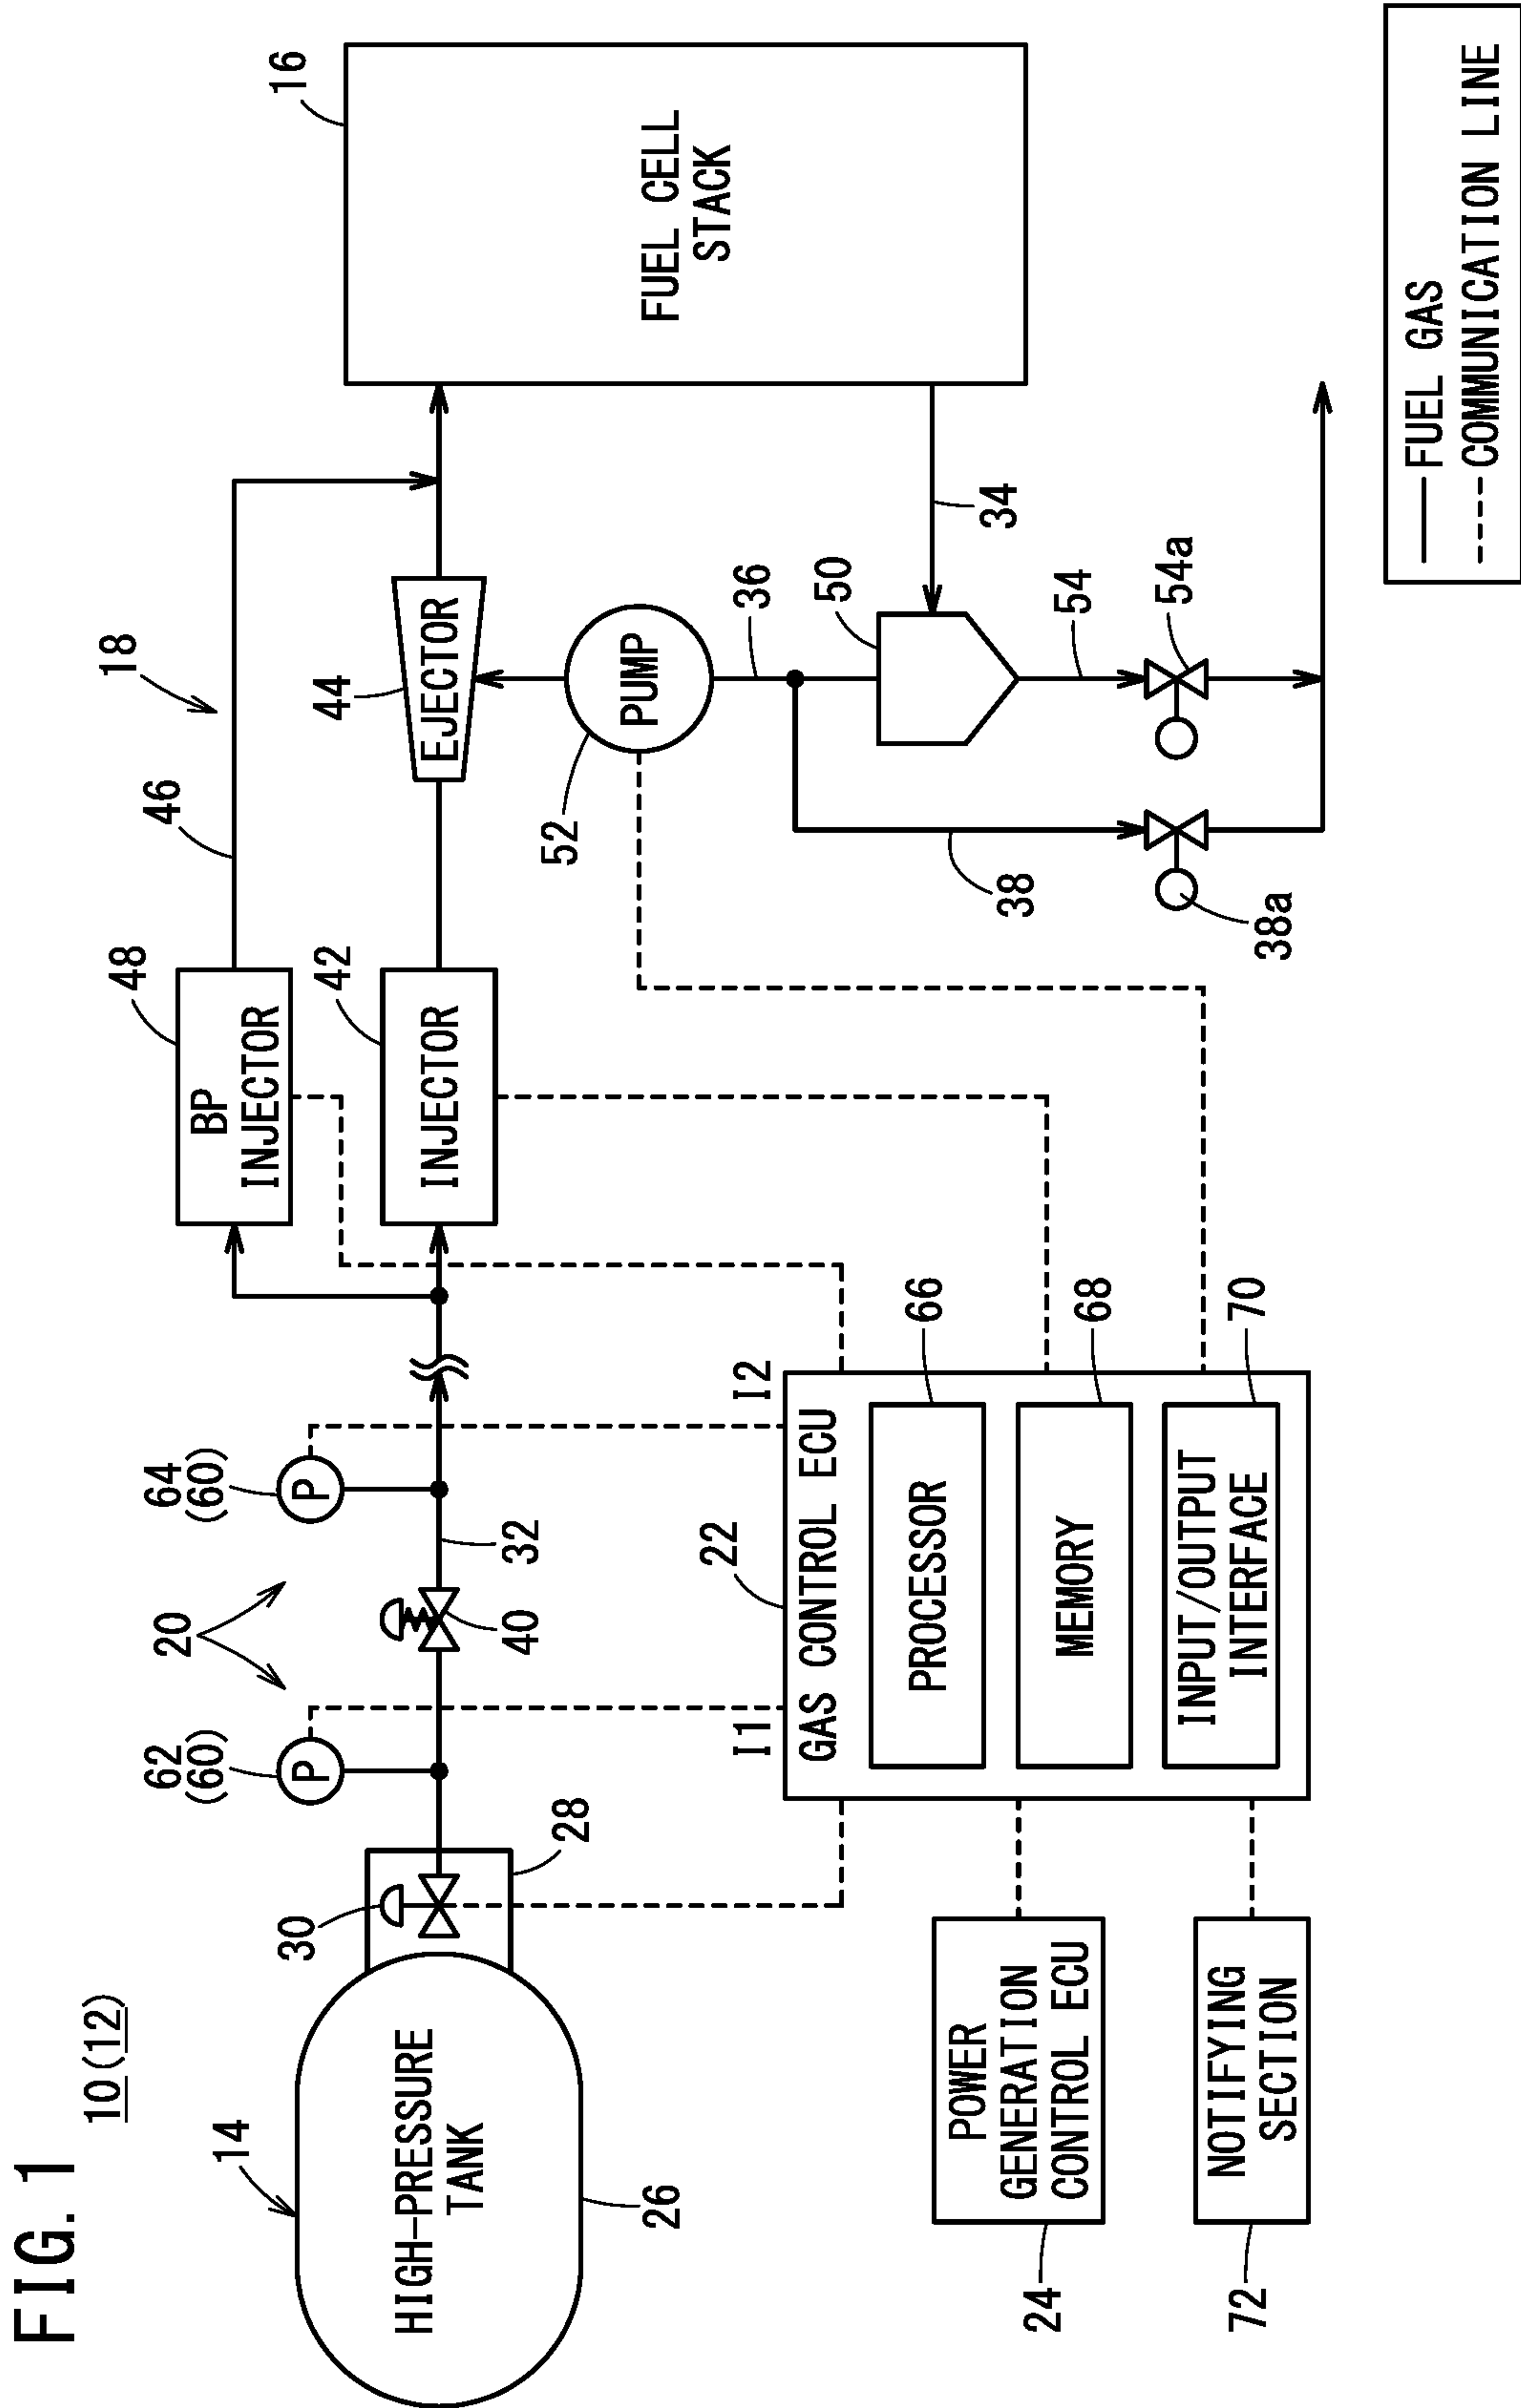 FIG. 1
10(12)
18
16
46
48
BP
INJECTOR
20
62
(60)
64
(60)
P
P
42
44
14
30
INJECTOR
EJECTOR
HIGH-PRESSURE
TANK
28
40
32
52
PUMP
FUEL CELL
STACK
26
36
I1
I2
22
50
GAS CONTROL ECU
66
PROCESSOR
34
38
68
MEMORY
54
54a
70
INPUT/OUTPUT
INTERFACE
38a
POWER
GENERATION
CONTROL ECU
24
NOTIFYING
SECTION
72
FUEL GAS
COMMUNICATION LINE